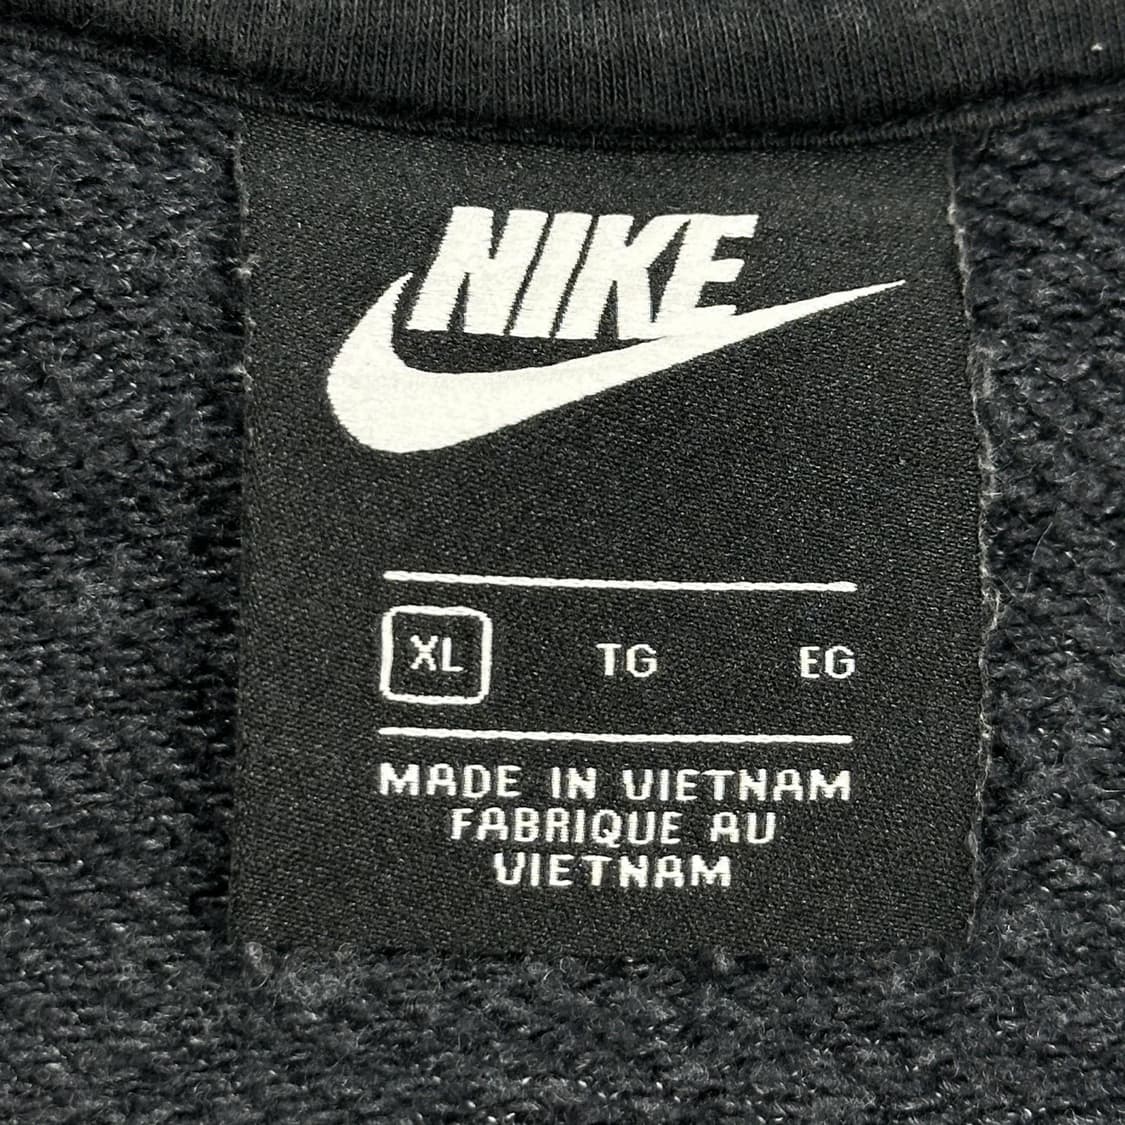 NIKE
XL TG EG
MADE IN VIETNAM
FABRIQUE AU
VIETNAM